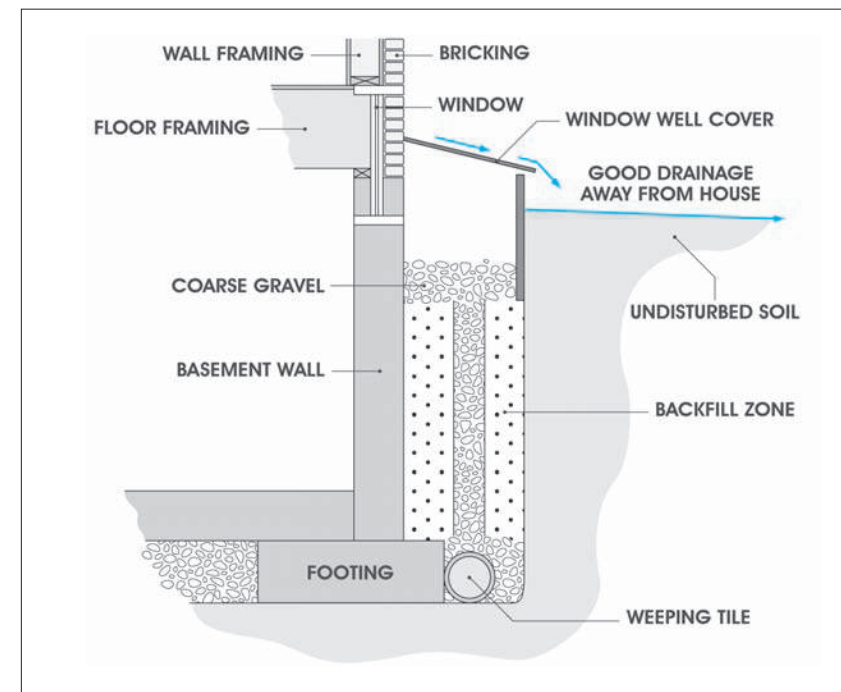 WALL FRAMING
BRICKING
WINDOW
FLOOR FRAMING
WINDOW WELL COVER
GOOD DRAINAGE
AWAY FROM HOUSE
COARSE GRAVEL
UNDISTURBED SOIL
BASEMENT WALL
BACKFILL ZONE
FOOTING
WEEPING TILE